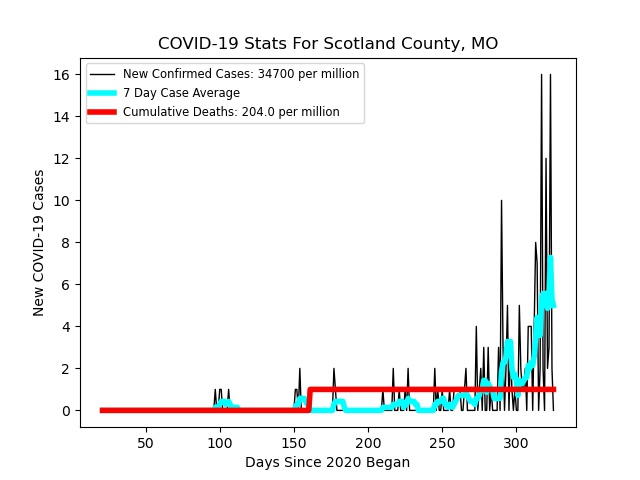 COVID-19 Stats For Scotland County, MO
New Confirmed Cases: 34700 per million
7 Day Case Average
Cumulative Deaths: 204.0 per million
New COVID-19 Cases
16
14
12
10
8
6
4
2
0
50 100 150 200 250 300
Days Since 2020 Began